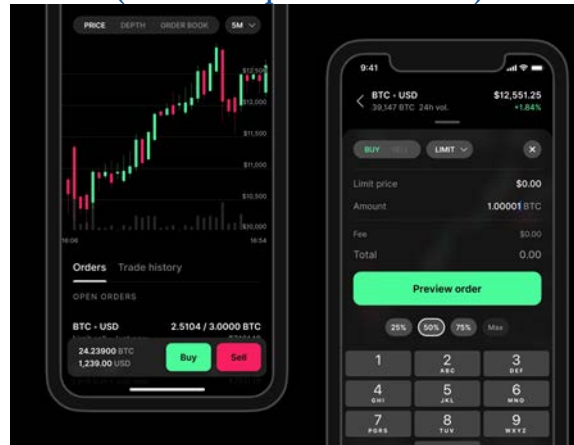 PRICE DEPTH ORDER BOOK 5M
$12,500
$12,000
$11,500
$11,000
$10,500
$10,000
16:06 16:54
Orders Trade history
OPEN ORDERS
BTC - USD 2.5104 / 3.0000 BTC
24.23900 BTC
1,239.00 USD
Buy Sell
9:41
BTC - USD $12,551.25
39,147 BTC 24h vol. +1.84%
BUY SELL LIMIT
Limit price $0.00
Amount 1.00001 BTC
Fee $0.00
Total 0.00
Preview order
25% 50% 75% Max
1 2 3
ABC DEF
4 5 6
GHI JKL MNO
7 8 9
PQRS TUV WXYZ